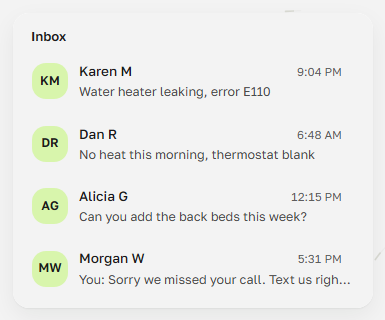 Inbox
KM
Karen M
9:04 PM
Water heater leaking, error E110
DR
Dan R
6:48 AM
No heat this morning, thermostat blank
AG
Alicia G
12:15 PM
Can you add the back beds this week?
MW
Morgan W
5:31 PM
You: Sorry we missed your call. Text us righ...